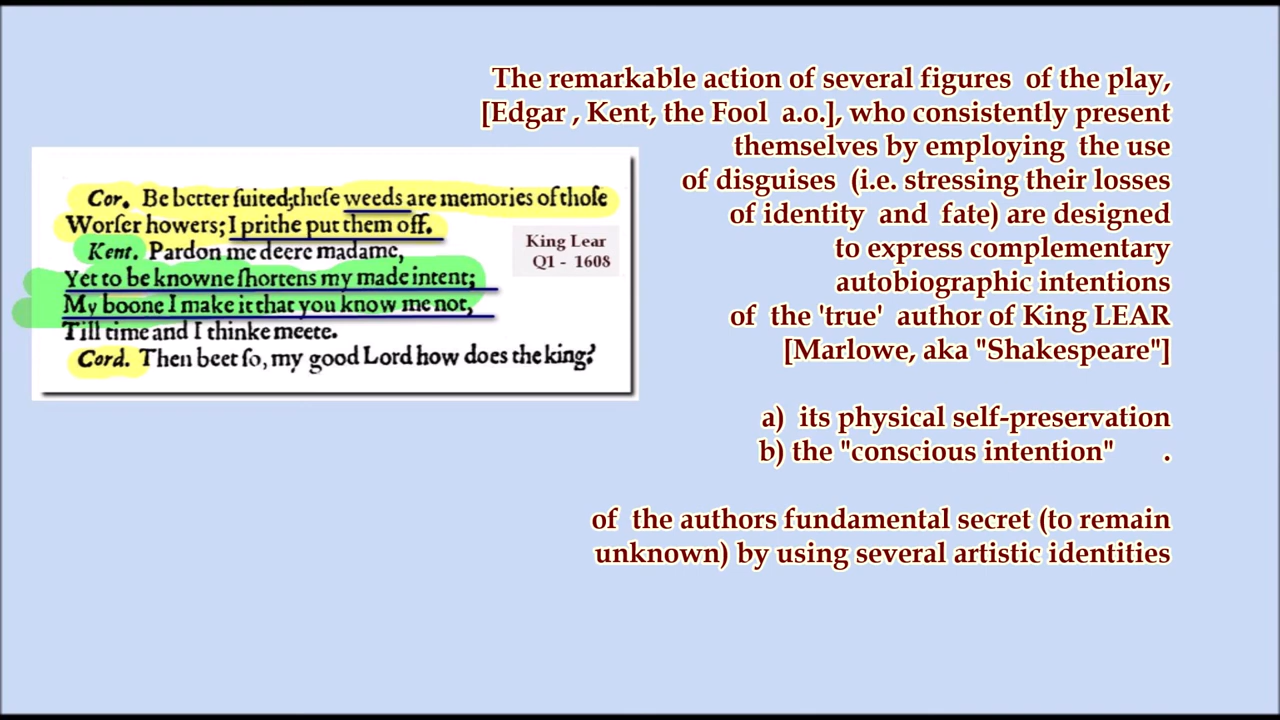 The remarkable action of several figures of the play,
[Edgar , Kent, the Fool a.o.], who consistently present
themselves by employing the use
of disguises (i.e. stressing their losses
of identity and fate) are designed
to express complementary
autobiographic intentions
of the 'true' author of King LEAR
[Marlowe, aka "Shakespeare"]
a) its physical self-preservation
b) the "conscious intention" .
of the authors fundamental secret (to remain
unknown) by using several artistic identities
Cor. Be better ſuited;theſe weeds are memories of thoſe
Worſer howers; I prithe put them off.
Kent. Pardon me deere madame,
Yet to be knowne ſhortens my made intent;
My boone I make it that you know me not,
Till time and I thinke meete.
Cord. Then beet ſo, my good Lord how does the king?
King Lear
Q1 - 1608